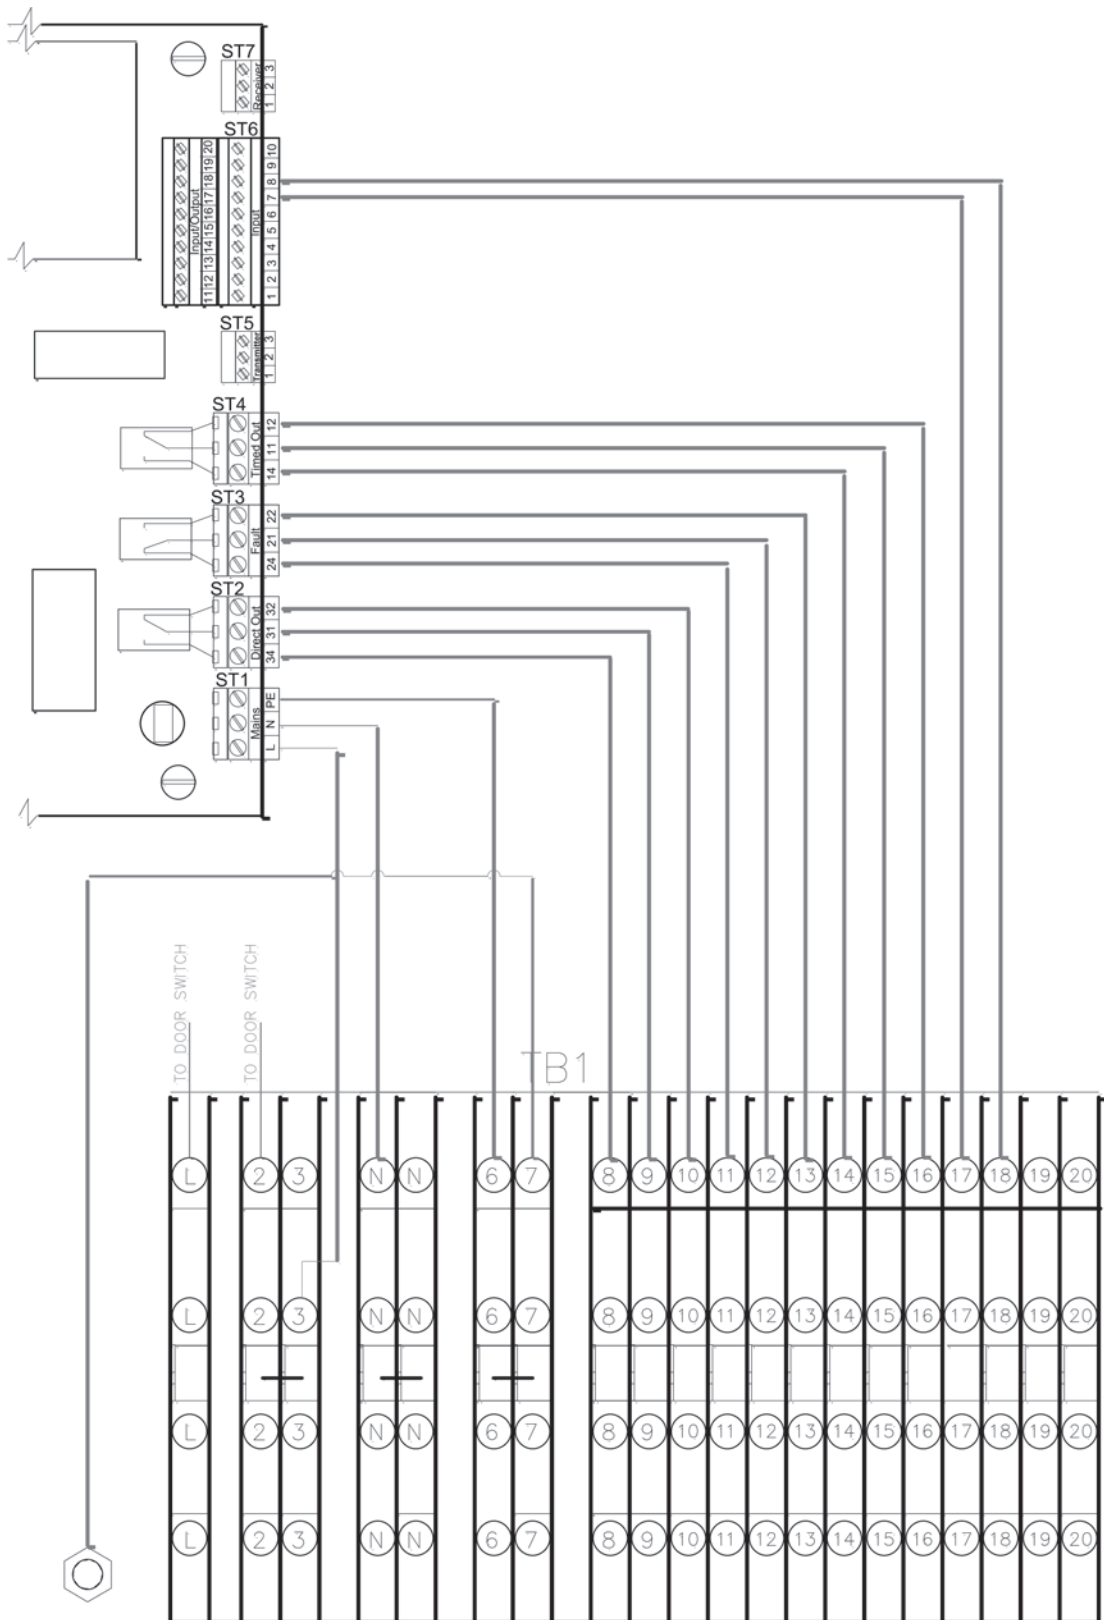 ST7
Receiver
1 2 3
ST6
Input/Output
11 12 13 14 15 16 17 18 19 20
Input
1 2 3 4 5 6 7 8 9 10
ST5
Transmitter
1 2 3
ST4
Timed Out
14 11 12
ST3
Fault
24 21 22
ST2
Direct Out
34 31 32
ST1
Mains
L N PE
TO DOOR SWITCH
TO DOOR SWITCH
TB1
L 2 3 N N 6 7 8 9 10 11 12 13 14 15 16 17 18 19 20
L 2 3 N N 6 7 8 9 10 11 12 13 14 15 16 17 18 19 20
L 2 3 N N 6 7 8 9 10 11 12 13 14 15 16 17 18 19 20
L 2 3 N N 6 7 8 9 10 11 12 13 14 15 16 17 18 19 20